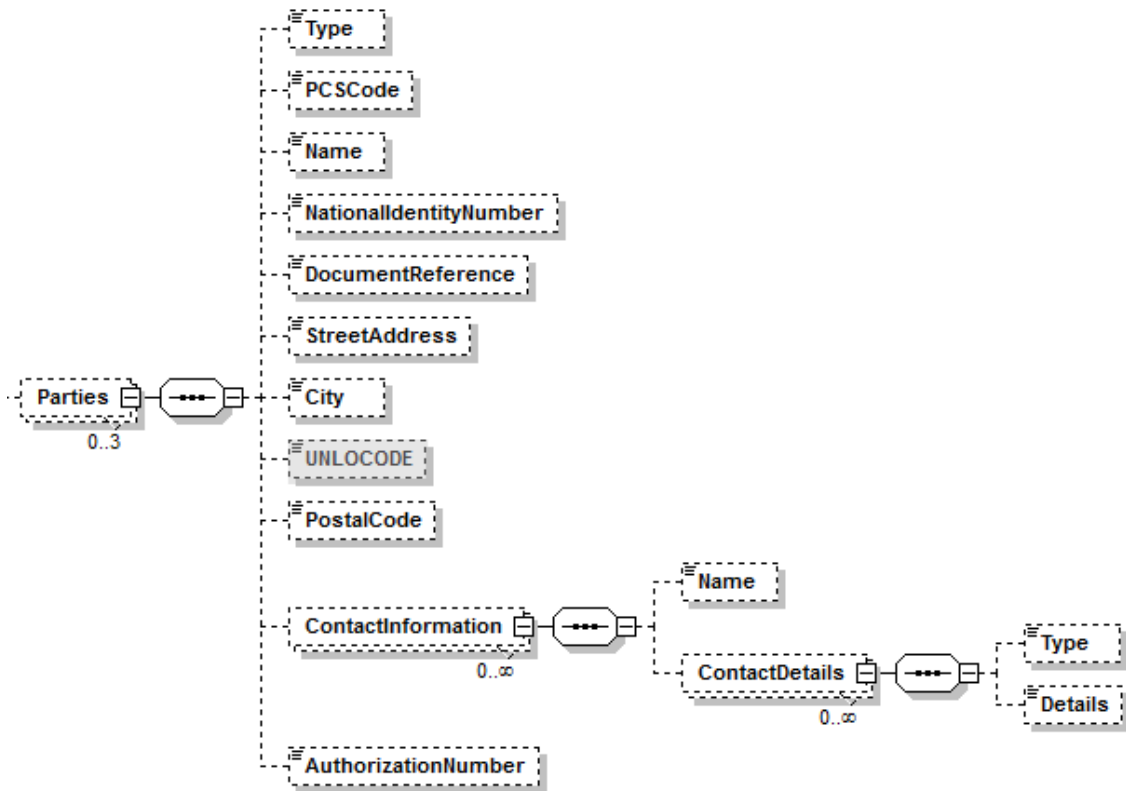 Type
PCSCode
Name
NationalIdentityNumber
DocumentReference
StreetAddress
Parties
0..3
City
UNLOCODE
PostalCode
ContactInformation
0..∞
Name
ContactDetails
0..∞
Type
Details
AuthorizationNumber